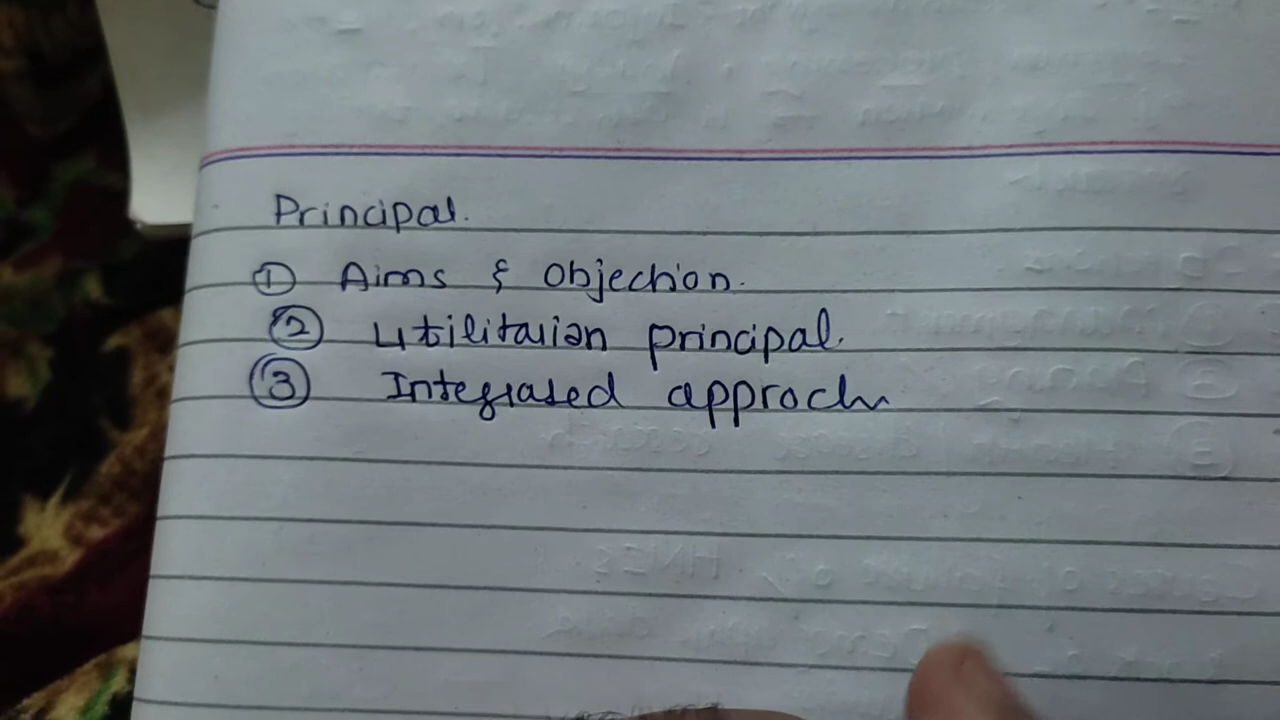 Principal.
① Aims & Objection.
② Utilitarian principal.
③ Integrated approch